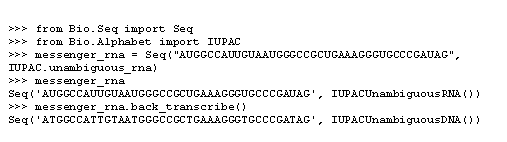 >>> from Bio.Seq import Seq
>>> from Bio.Alphabet import IUPAC
>>> messenger_rna = Seq("AUGGCCAUUGUAAUGGGCCGCUGAAAGGGUGCCCGAUAG",
IUPAC.unambiguous_rna)
>>> messenger_rna
Seq('AUGGCCAUUGUAAUGGGCCGCUGAAAGGGUGCCCGAUAG', IUPACUnambiguousRNA())
>>> messenger_rna.back_transcribe()
Seq('ATGGCCATTGTAATGGGCCGCTGAAAGGGTGCCCGATAG', IUPACUnambiguousDNA())